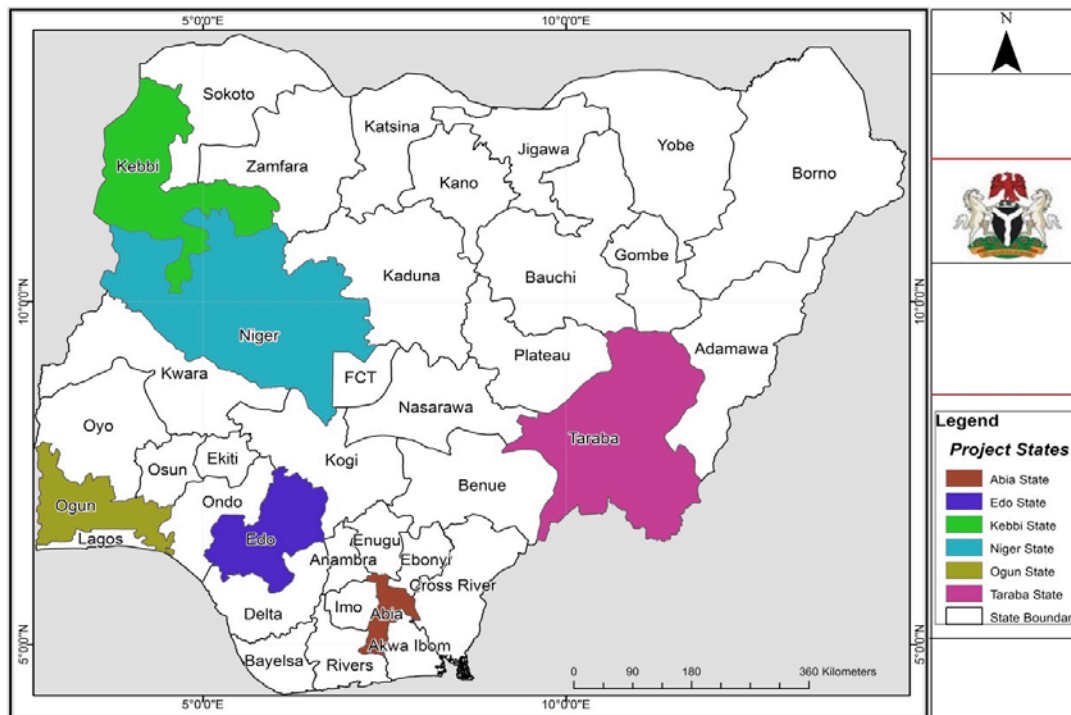 5°0'0"E
10°0'0"E
N
Sokoto
Katsina
Jigawa
Yobe
Borno
Kebbi
Zamfara
Kano
Gombe
Kaduna
Bauchi
10°0'0"N
10°0'0"N
Niger
Plateau
Adamawa
Kwara
FCT
Nasarawa
Oyo
Taraba
Osun
Ekiti
Kogi
Benue
Ogun
Ondo
Lagos
Edo
Enugu
Anambra
Ebonyi
Cross River
Delta
Imo
Abia
Akwa Ibom
Bayelsa
Rivers
5°0'0"N
5°0'0"N
0 90 180 360 Kilometers
5°0'0"E
10°0'0"E
Legend
Project States
Abia State
Edo State
Kebbi State
Niger State
Ogun State
Taraba State
State Boundar